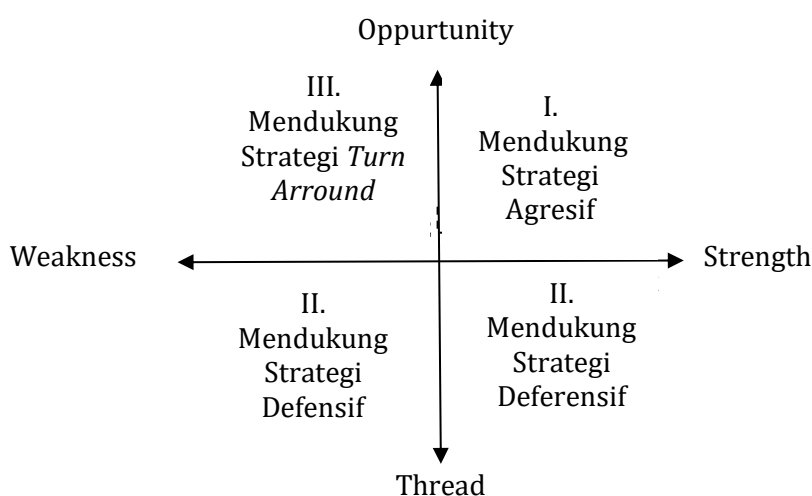 Oppurtunity
III.
Mendukung
Strategi Turn
Arround
I.
Mendukung
Strategi
Agresif
Weakness
Strength
II.
Mendukung
Strategi
Defensif
II.
Mendukung
Strategi
Deferensif
Thread